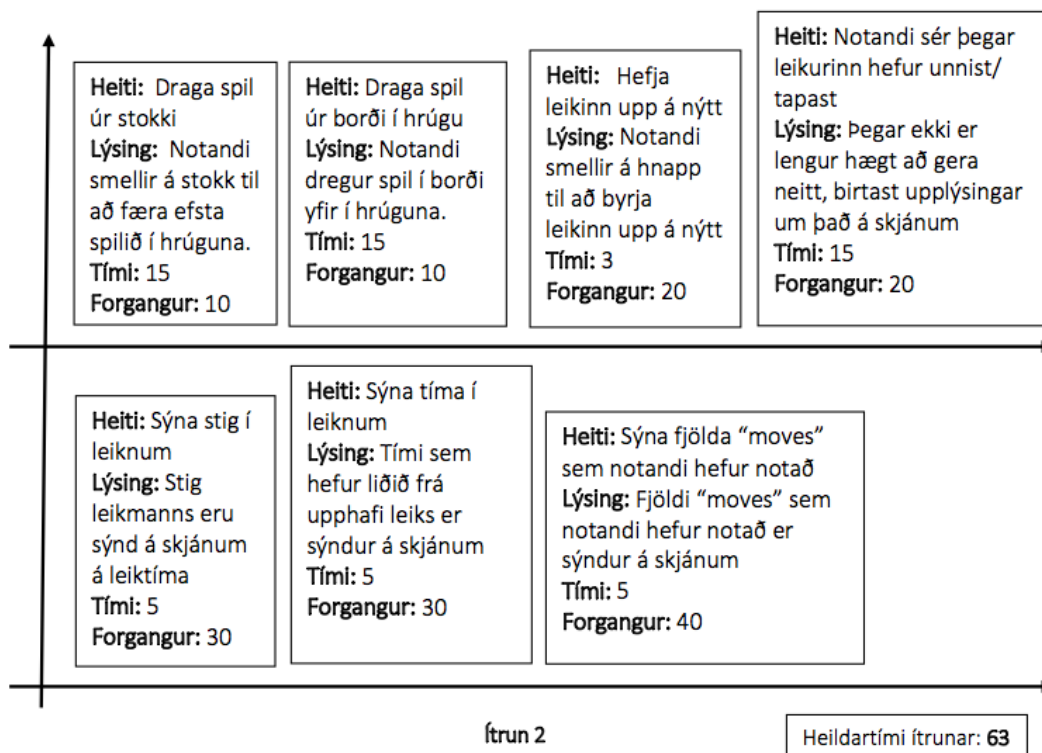 Heiti: Draga spil
úr stokki
Lýsing: Notandi
smellir á stokk til
að færa efsta
spilið í hrúguna.
Tími: 15
Forgangur: 10
Heiti: Draga spil
úr borði í hrúgu
Lýsing: Notandi
dregur spil í borði
yfir í hrúguna.
Tími: 15
Forgangur: 10
Heiti: Hefja
leikinn upp á nýtt
Lýsing: Notandi
smellir á hnapp
til að byrja
leikinn upp á nýtt
Tími: 3
Forgangur: 20
Heiti: Notandi sér þegar
leikurinn hefur unnist/
tapast
Lýsing: Þegar ekki er
lengur hægt að gera
neitt, birtast upplýsingar
um það á skjánum
Tími: 15
Forgangur: 20
Heiti: Sýna stig í
leiknum
Lýsing: Stig
leikmanns eru
sýnd á skjánum
á leiktíma
Tími: 5
Forgangur: 30
Heiti: Sýna tíma í
leiknum
Lýsing: Tími sem
hefur liðið frá
upphafi leiks er
sýndur á skjánum
Tími: 5
Forgangur: 30
Heiti: Sýna fjölda “moves”
sem notandi hefur notað
Lýsing: Fjöldi “moves” sem
notandi hefur notað er
sýndur á skjánum
Tími: 5
Forgangur: 40
Ítrun 2
Heildartími ítrunar: 63